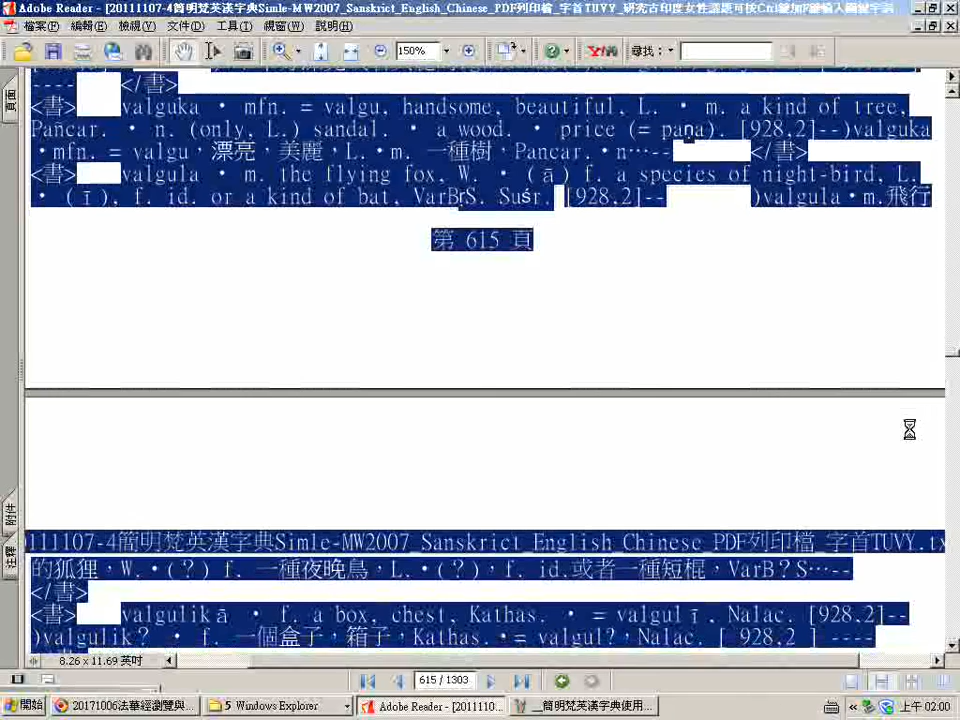 Adobe Reader - [20111107-4簡明梵英漢字典Simle-MW2007_Sanskrict_English_Chinese_PDF列印檔_字首TUVY_研究古印度女性議題可按Ctrl鍵加F鍵輸入關鍵字詞
檔案(F) 編輯(E) 檢視(V) 文件(D) 工具(T) 視窗(W) 說明(H)
150% 尋找：
頁面
---- </書>
<書> valguka · mfn. = valgu, handsome, beautiful, L. · m. a kind of tree,
Pañcar. · n. (only, L.) sandal. · a wood. · price (= paṇa). [928,2]--)valguka
·mfn. = valgu，漂亮，美麗，L.·m. 一種樹，Pancar.·n…-- </書>
<書> valgula · m. the flying fox, W. · (ā) f. a species of night-bird, L.
· (ī), f. id. or a kind of bat, VarBṛS. Suśr. [928,2]-- )valgula·m.飛行
第 615 頁
附件
注釋
)111107-4簡明梵英漢字典Simle-MW2007_Sanskrict_English_Chinese_PDF列印檔_字首TUVY.tx
的狐狸，W.·(?) f. 一種夜晚鳥，L.·(?)，f. id.或者一種短棍，VarB?S…--
</書>
<書> valgulikā · f. a box, chest, Kathas. · = valgulī, Nalac. [928,2]--
)valgulik? · f. 一個盒子，箱子，Kathas.·= valgul?，Nalac. [ 928,2 ] ----
8.26 x 11.69 英吋
615 / 1303
開始 20171006法華經瀏覽與... 5 Windows Explorer Adobe Reader - [2011110... __簡明梵英漢字典使用... 上午 02:00